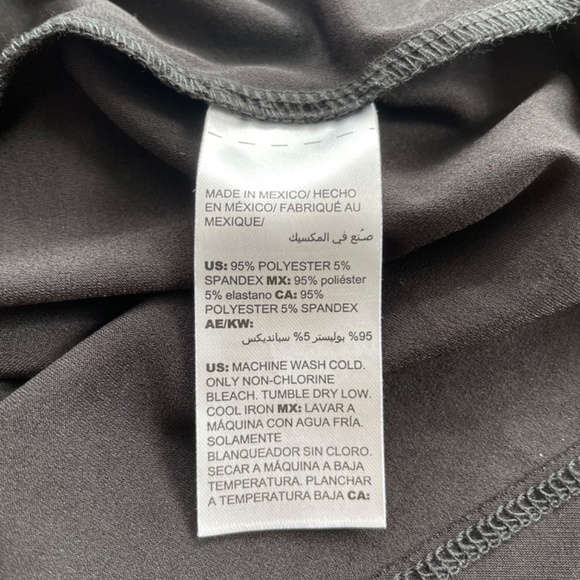 MADE IN MEXICO/ HECHO
EN MÉXICO/ FABRIQUÉ AU
MEXIQUE/
صُنع في المكسيك
US: 95% POLYESTER 5%
SPANDEX MX: 95% poliéster
5% elastano CA: 95%
POLYESTER 5% SPANDEX
AE/KW:
95% بوليستر 5% سبانديكس
US: MACHINE WASH COLD.
ONLY NON-CHLORINE
BLEACH. TUMBLE DRY LOW.
COOL IRON MX: LAVAR A
MÁQUINA CON AGUA FRÍA.
SOLAMENTE
BLANQUEADOR SIN CLORO.
SECAR A MÁQUINA A BAJA
TEMPERATURA. PLANCHAR
A TEMPERATURA BAJA CA: